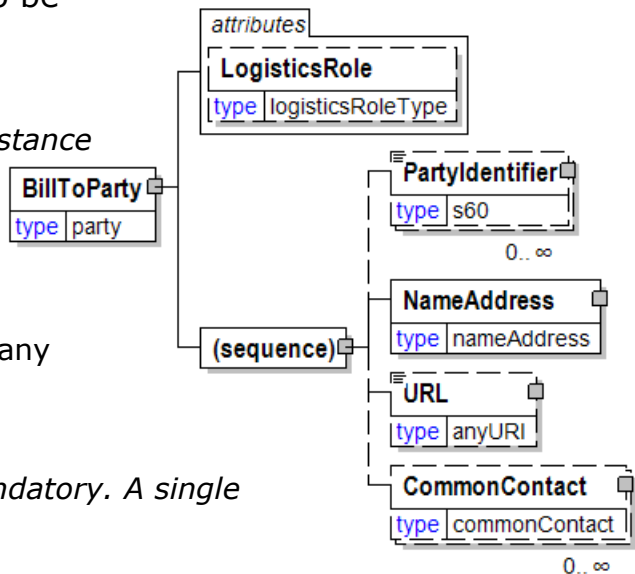 be
attributes
LogisticsRole
type logisticsRoleType
stance
BillToParty
type party
PartyIdentifier
type s60
0.. ∞
NameAddress
type nameAddress
any
(sequence)
URL
type anyURI
ndatory. A single
CommonContact
type commonContact
0.. ∞